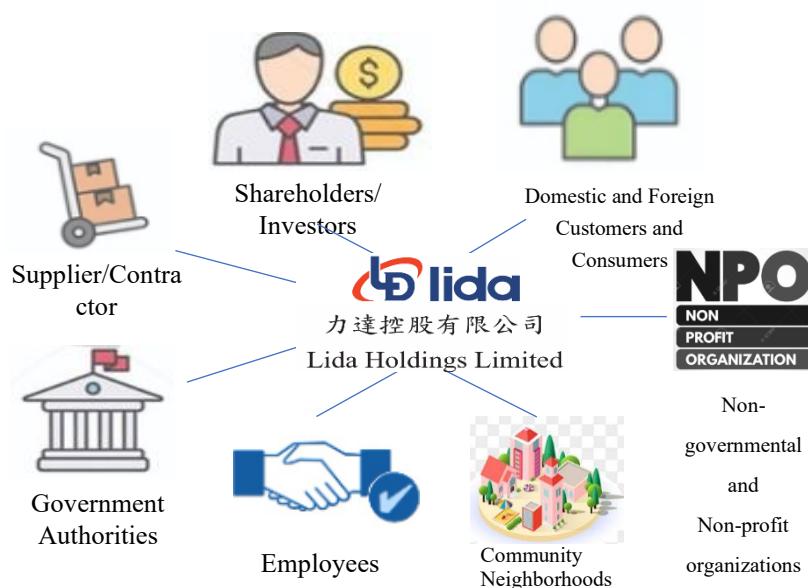 $
Shareholders/
Investors
Domestic and Foreign
Customers and
Consumers
Supplier/Contra
ctor
LD lida
力達控股有限公司
Lida Holdings Limited
NPO
NON
PROFIT
ORGANIZATION
Non-
governmental
and
Non-profit
organizations
Government
Authorities
Employees
Community
Neighborhoods